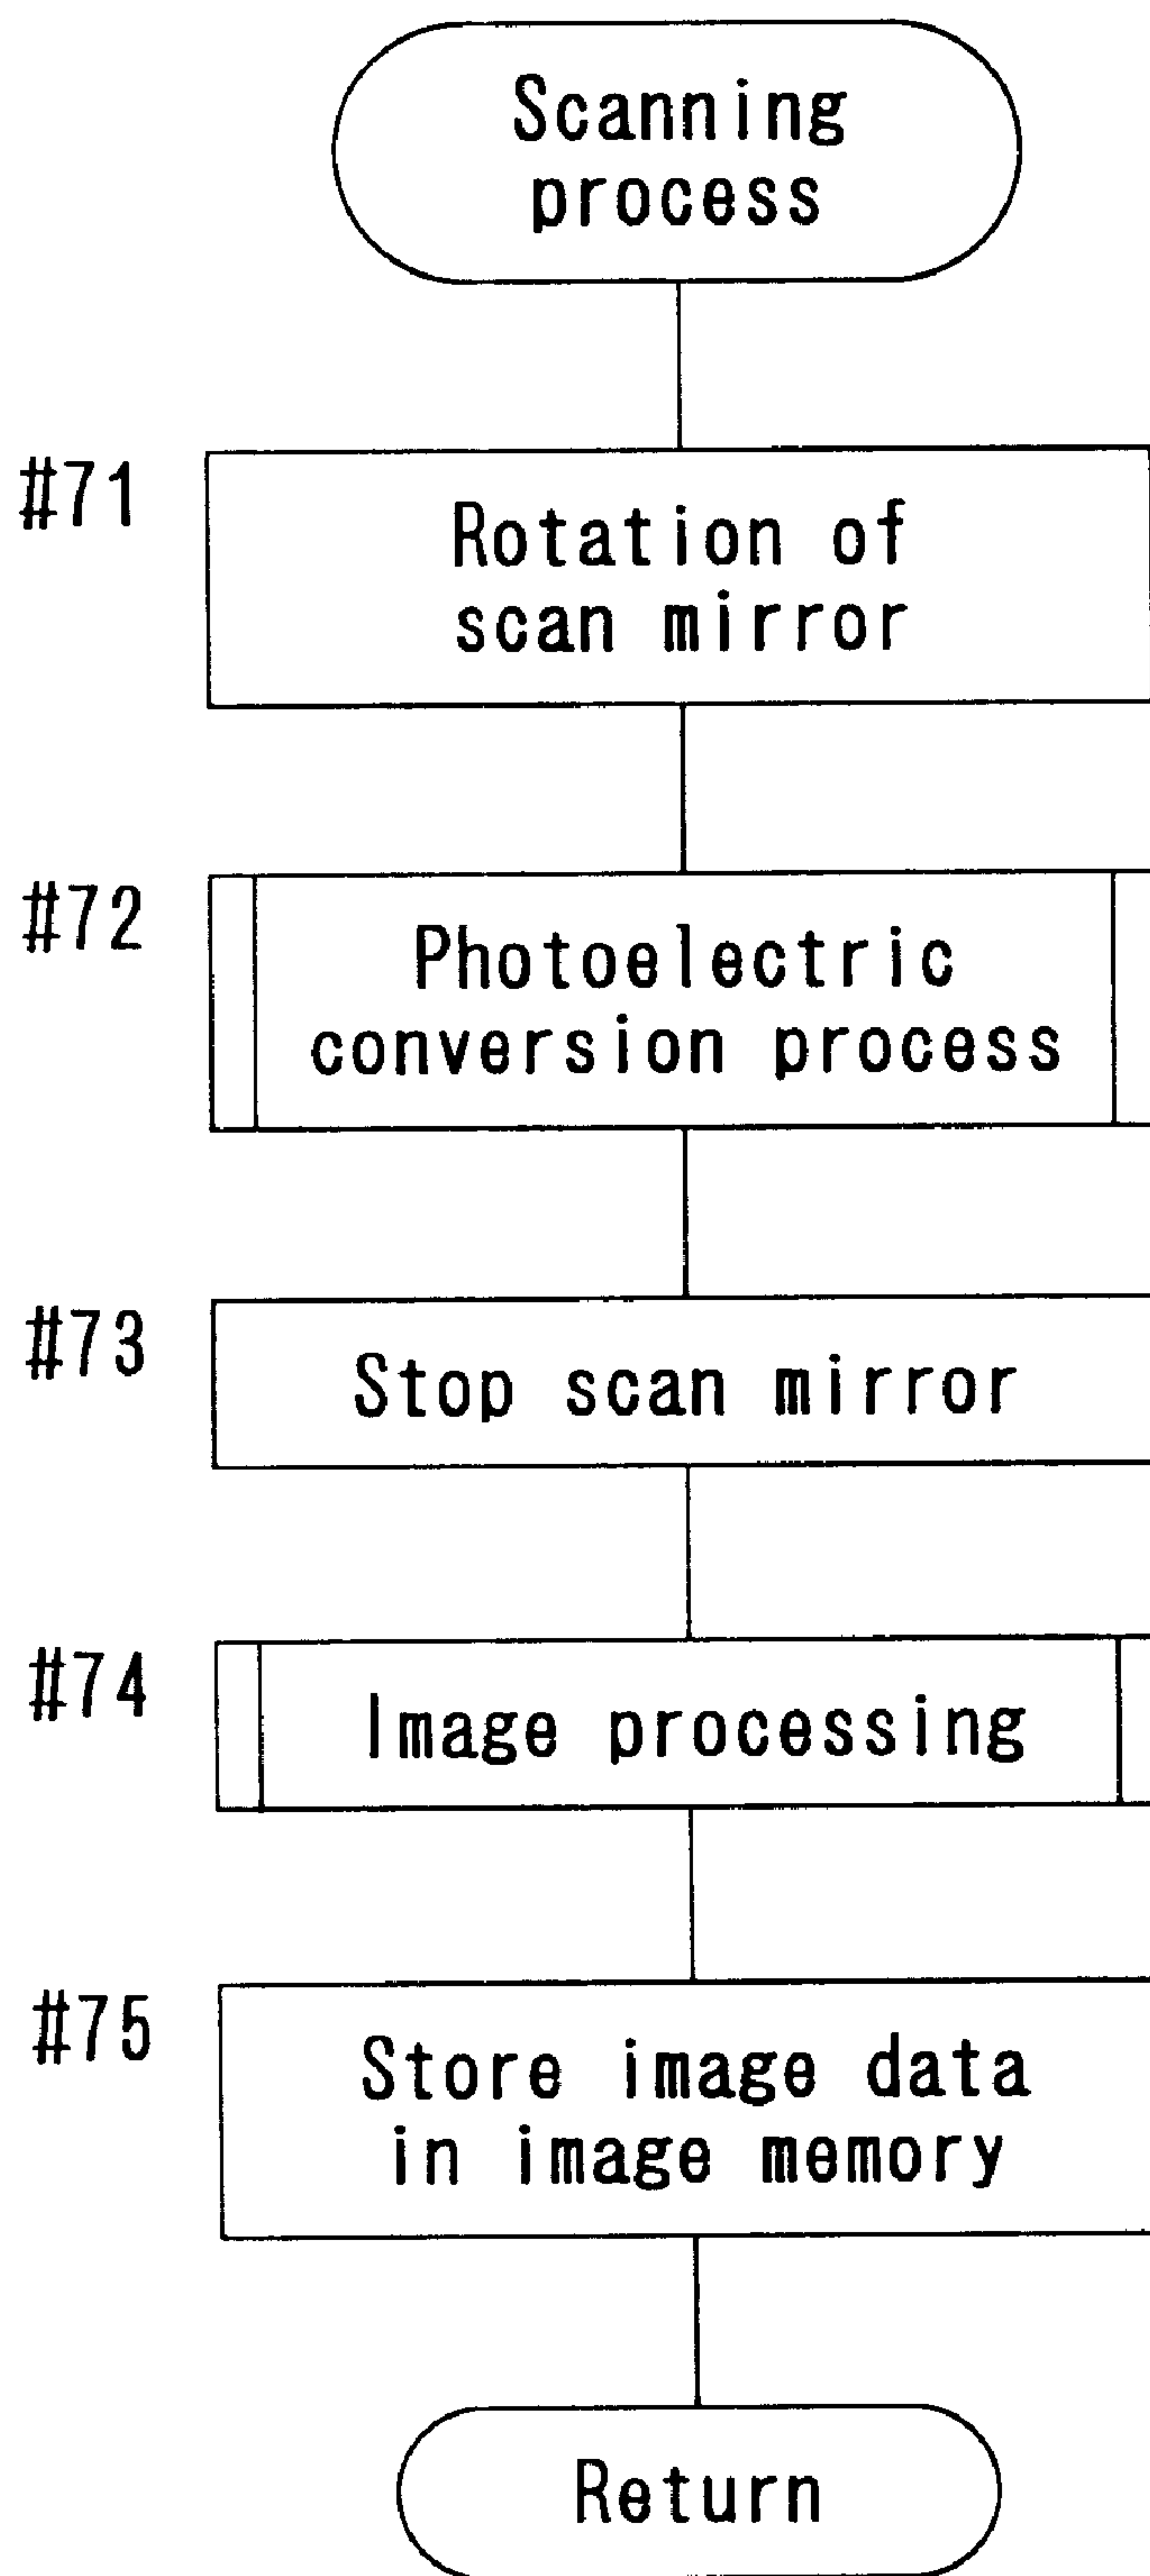 Scanning
process
#71
Rotation of
scan mirror
#72
Photoelectric
conversion process
#73
Stop scan mirror
#74
Image processing
#75
Store image data
in image memory
Return